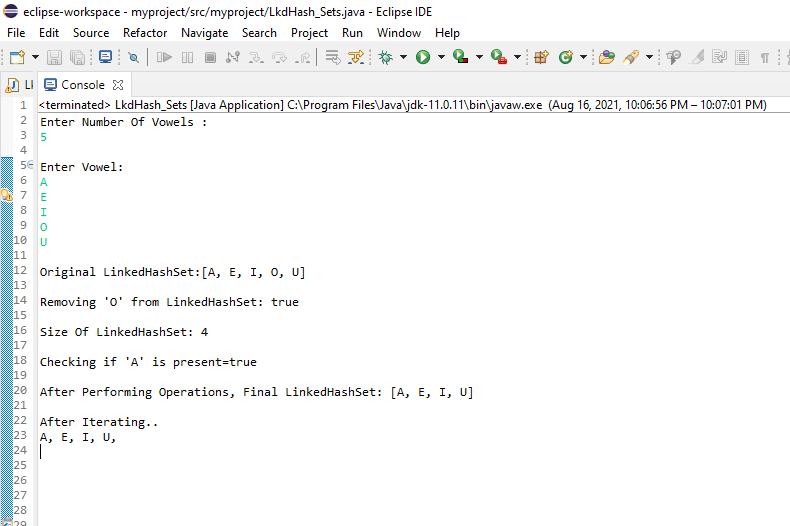 eclipse-workspace - myproject/src/myproject/LkdHash_Sets.java - Eclipse IDE
File Edit Source Refactor Navigate Search Project Run Window Help
Console
<terminated> LkdHash_Sets [Java Application] C:\Program Files\Java\jdk-11.0.11\bin\javaw.exe (Aug 16, 2021, 10:06:56 PM – 10:07:01 PM)
1
2 Enter Number Of Vowels :
3 5
4
5 Enter Vowel:
6 A
7 E
8 I
9 O
10 U
11
12 Original LinkedHashSet:[A, E, I, O, U]
13
14 Removing 'O' from LinkedHashSet: true
15
16 Size Of LinkedHashSet: 4
17
18 Checking if 'A' is present=true
19
20 After Performing Operations, Final LinkedHashSet: [A, E, I, U]
21
22 After Iterating..
23 A, E, I, U,
24
25
26
27
28
29